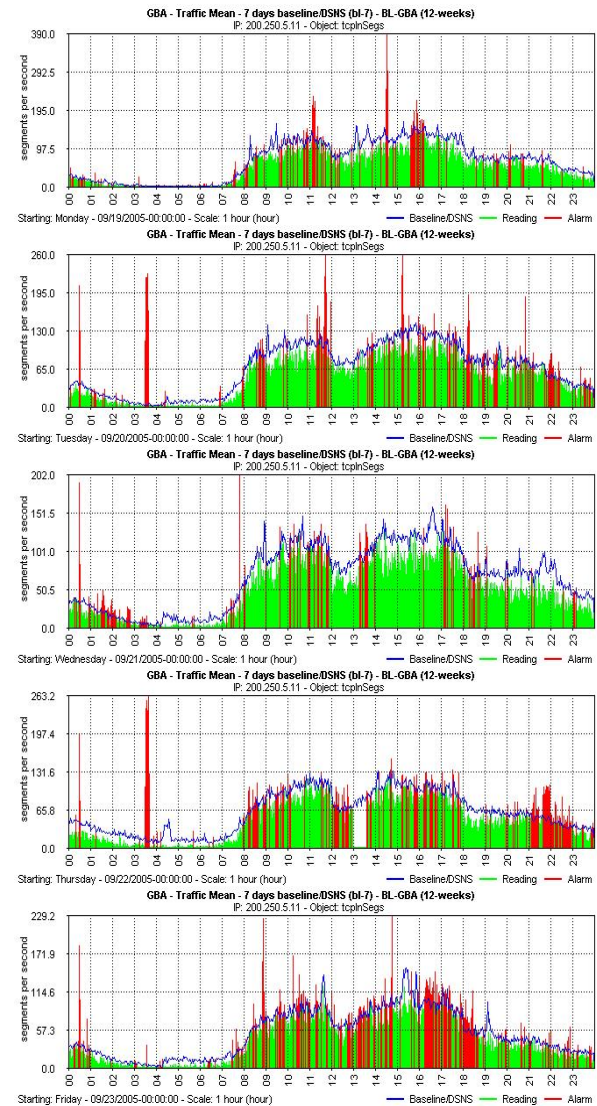 GBA - Traffic Mean - 7 days baseline/DSNS (bl-7) - BL-GBA (12-weeks)
IP: 200.250.5.11 - Object: tcpInSegs
segments per second
390.0
292.5
195.0
97.5
0.0
00 01 02 03 04 05 06 07 08 09 10 11 12 13 14 15 16 17 18 19 20 21 22 23
Starting: Monday - 09/19/2005-00:00:00 - Scale: 1 hour (hour) Baseline/DSNS Reading Alarm
GBA - Traffic Mean - 7 days baseline/DSNS (bl-7) - BL-GBA (12-weeks)
IP: 200.250.5.11 - Object: tcpInSegs
segments per second
260.0
195.0
130.0
65.0
0.0
00 01 02 03 04 05 06 07 08 09 10 11 12 13 14 15 16 17 18 19 20 21 22 23
Starting: Tuesday - 09/20/2005-00:00:00 - Scale: 1 hour (hour) Baseline/DSNS Reading Alarm
GBA - Traffic Mean - 7 days baseline/DSNS (bl-7) - BL-GBA (12-weeks)
IP: 200.250.5.11 - Object: tcpInSegs
segments per second
202.0
151.5
101.0
50.5
0.0
00 01 02 03 04 05 06 07 08 09 10 11 12 13 14 15 16 17 18 19 20 21 22 23
Starting: Wednesday - 09/21/2005-00:00:00 - Scale: 1 hour (hour) Baseline/DSNS Reading Alarm
GBA - Traffic Mean - 7 days baseline/DSNS (bl-7) - BL-GBA (12-weeks)
IP: 200.250.5.11 - Object: tcpInSegs
segments per second
263.2
197.4
131.6
65.8
0.0
00 01 02 03 04 05 06 07 08 09 10 11 12 13 14 15 16 17 18 19 20 21 22 23
Starting: Thursday - 09/22/2005-00:00:00 - Scale: 1 hour (hour) Baseline/DSNS Reading Alarm
GBA - Traffic Mean - 7 days baseline/DSNS (bl-7) - BL-GBA (12-weeks)
IP: 200.250.5.11 - Object: tcpInSegs
segments per second
229.2
171.9
114.6
57.3
0.0
00 01 02 03 04 05 06 07 08 09 10 11 12 13 14 15 16 17 18 19 20 21 22 23
Starting: Friday - 09/23/2005-00:00:00 - Scale: 1 hour (hour) Baseline/DSNS Reading Alarm